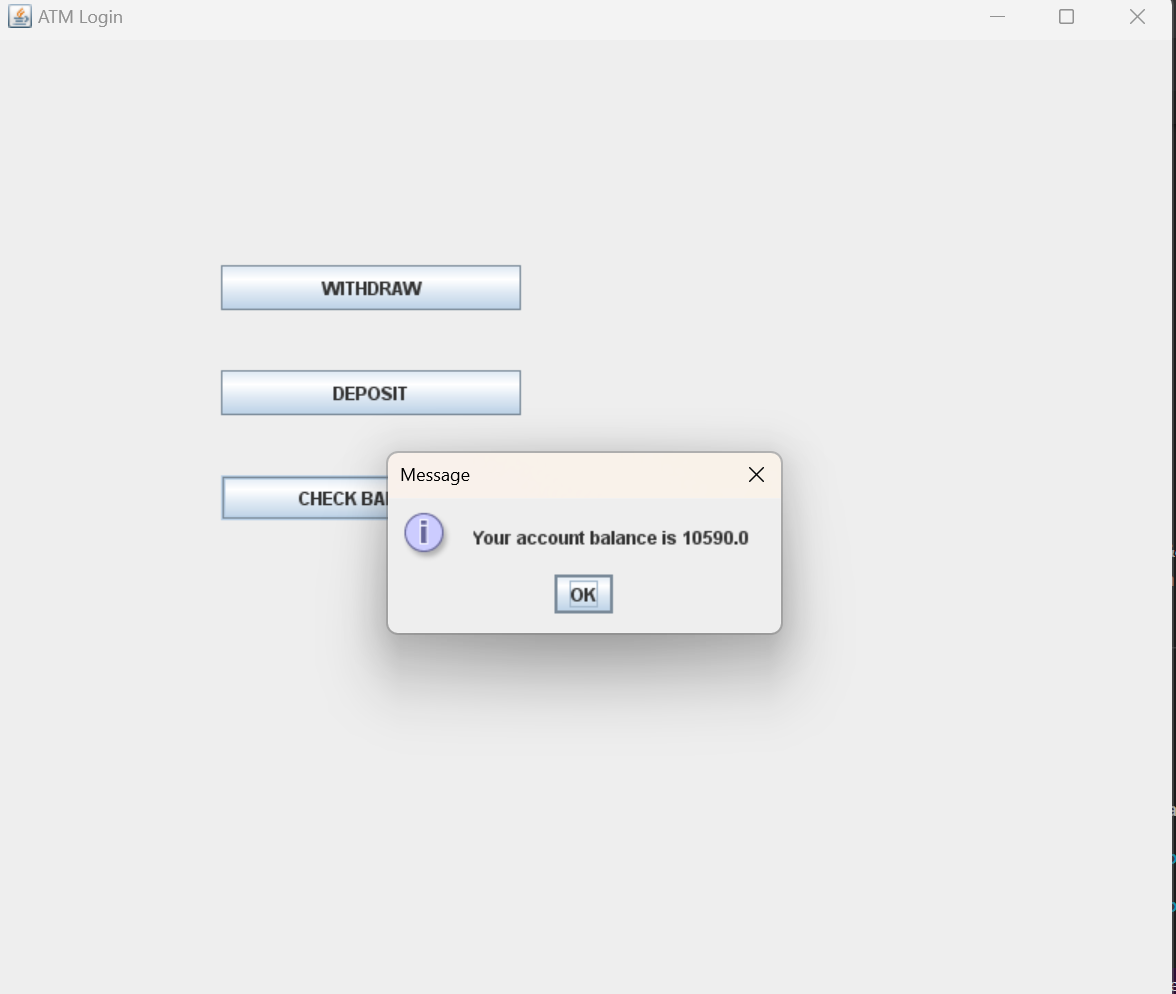 ATM Login
WITHDRAW
DEPOSIT
CHECK BA
Message
i
Your account balance is 10590.0
OK